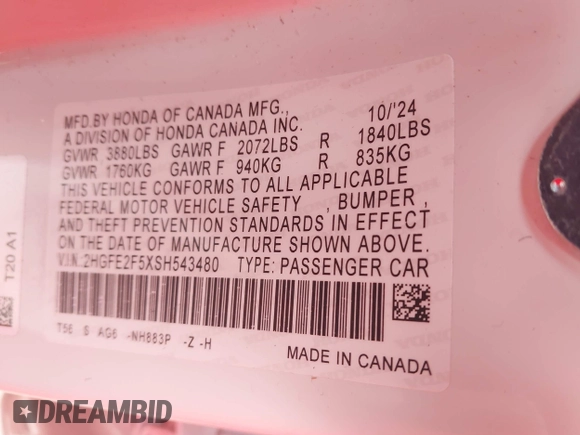 MFD.BY HONDA OF CANADA MFG., 10/'24
A DIVISION OF HONDA CANADA INC.
GVWR 3880LBS GAWR F 2072LBS R 1840LBS
GVWR 1760KG GAWR F 940KG R 835KG
THIS VEHICLE CONFORMS TO ALL APPLICABLE
FEDERAL MOTOR VEHICLE SAFETY , BUMPER ,
AND THEFT PREVENTION STANDARDS IN EFFECT
ON THE DATE OF MANUFACTURE SHOWN ABOVE.
V.I.N:2HGFE2F5XSH543480 TYPE: PASSENGER CAR
T56 S AG6 -NH883P -Z -H
MADE IN CANADA
T20 A1
DREAMBID